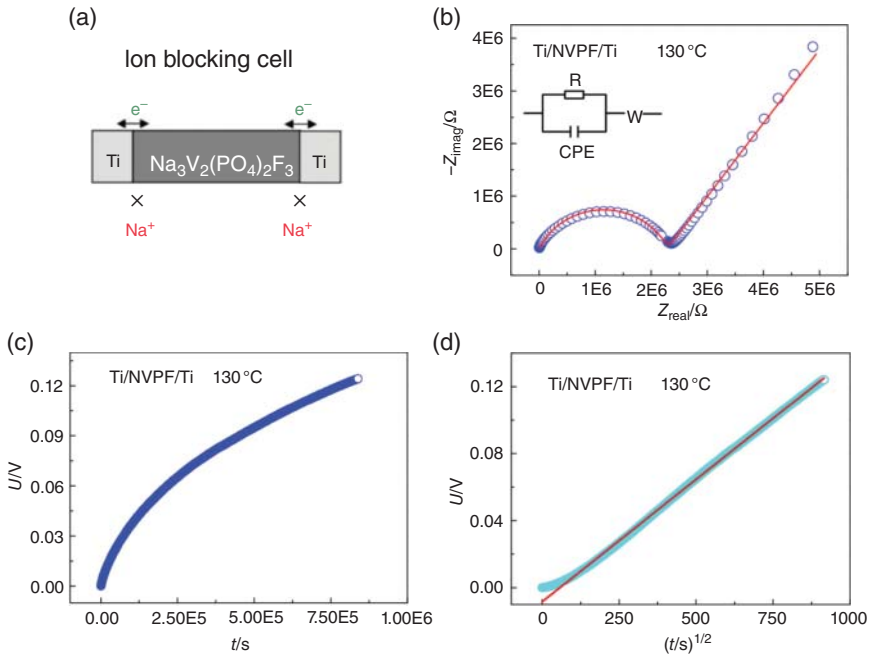 (a)
Ion blocking cell
e⁻ e⁻
Ti Na₃V₂(PO₄)₂F₃ Ti
× ×
Na⁺ Na⁺
(b)
Ti/NVPF/Ti 130 °C
R
CPE
W
−Z_imag/Ω
4E6
3E6
2E6
1E6
0
0 1E6 2E6 3E6 4E6 5E6
Z_real/Ω
(c)
Ti/NVPF/Ti 130 °C
U/V
0.12
0.09
0.06
0.03
0.00
0.00 2.50E5 5.00E5 7.50E5 1.00E6
t/s
(d)
Ti/NVPF/Ti 130 °C
U/V
0.12
0.08
0.04
0.00
0 250 500 750 1000
(t/s)¹/²